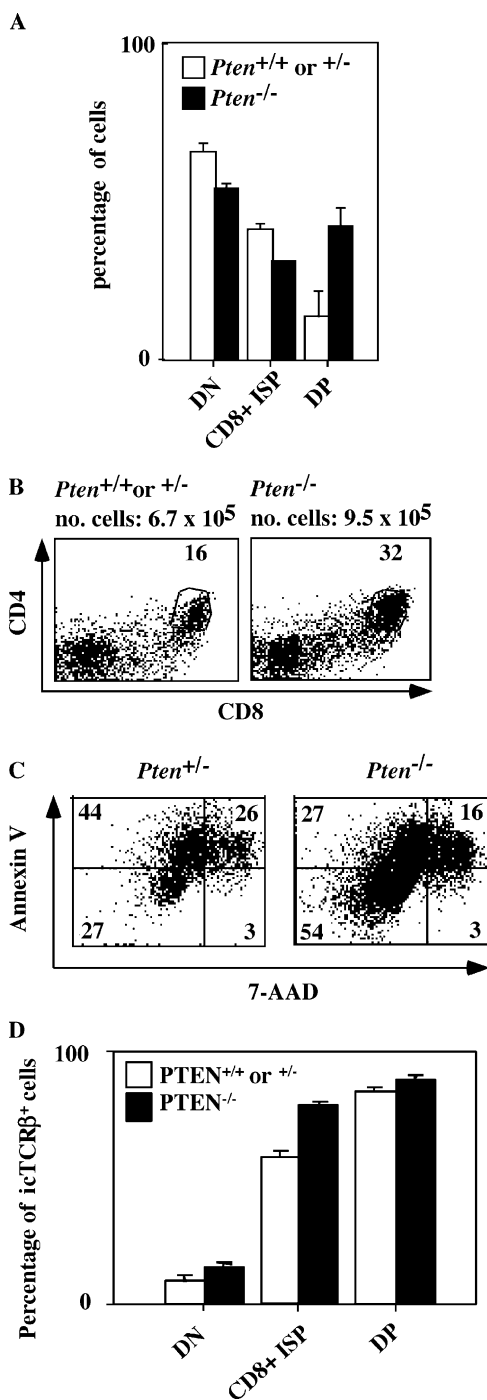 A
100
Pten+/+ or +/-
Pten-/-
percentage of cells
0
DN
CD8+ ISP
DP
B
Pten+/+or +/-
no. cells: 6.7 x 10⁵
Pten-/-
no. cells: 9.5 x 10⁵
16
32
CD4
CD8
C
Pten+/-
Pten-/-
44
26
27
3
27
16
54
3
Annexin V
7-AAD
D
100
PTEN+/+ or +/-
PTEN-/-
Percentage of icTCRβ+ cells
0
DN
CD8+ ISP
DP